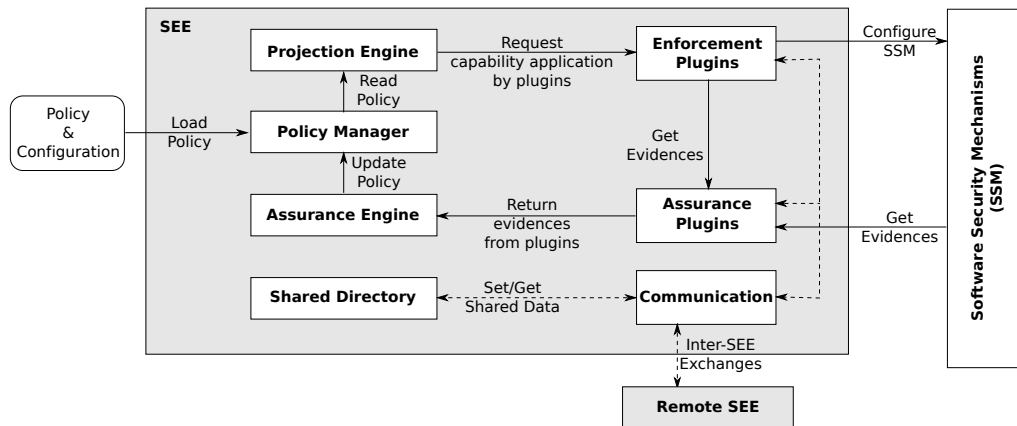 SEE
Projection Engine
Request
capability application
by plugins
Enforcement
Plugins
Configure
SSM
Read
Policy
Policy
&
Configuration
Load
Policy
Policy Manager
Get
Evidences
Update
Policy
Assurance Engine
Return
evidences
from plugins
Assurance
Plugins
Get
Evidences
Software Security Mechanisms
(SSM)
Shared Directory
Set/Get
Shared Data
Communication
Inter-SEE
Exchanges
Remote SEE